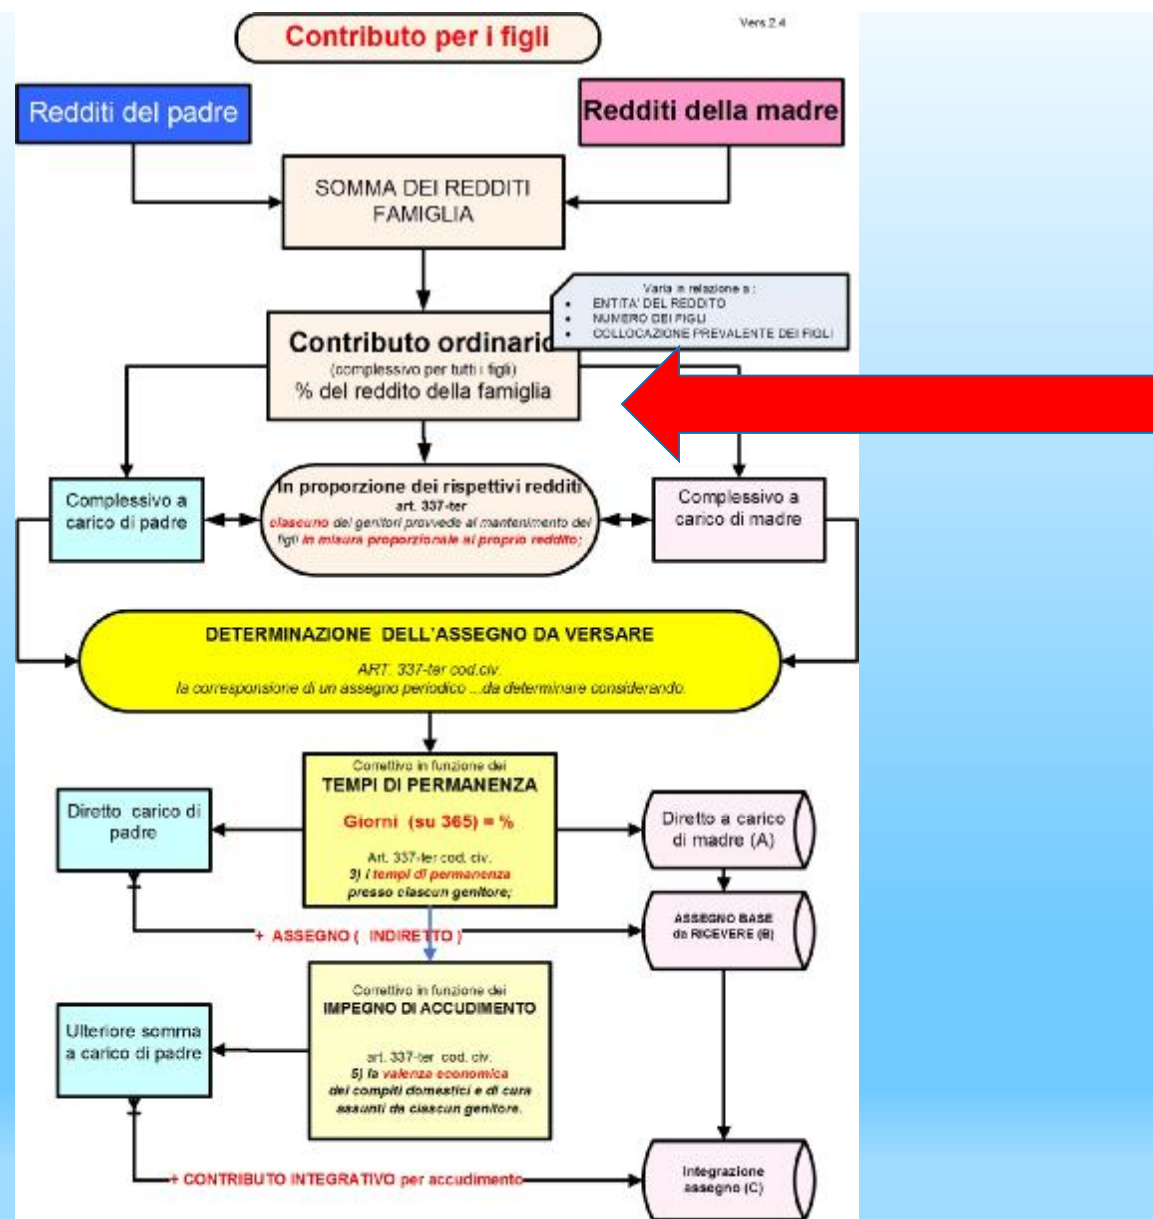 Contributo per i figli
Vers.2.4
Redditi del padre
Redditi della madre
SOMMA DEI REDDITI
FAMIGLIA
Varia in relazione a :
• ENTITA' DEL REDDITO
• NUMERO DEI FIGLI
• COLLOCAZIONE PREVALENTE DEI FIGLI
Contributo ordinario
(complessivo per tutti i figli)
% del reddito della famiglia
Complessivo a
carico di padre
In proporzione dei rispettivi redditi
art. 337-ter
ciascuno dei genitori provvede al mantenimento dei
figli in misura proporzionale al proprio reddito;
Complessivo a
carico di madre
DETERMINAZIONE DELL'ASSEGNO DA VERSARE
ART. 337-ter cod.civ.
la corresponsione di un assegno periodico ...da determinare considerando.
Correttivo in funzione dei
TEMPI DI PERMANENZA
Giorni (su 365) = %
Art. 337-ter cod. civ.
3) i tempi di permanenza
presso ciascun genitore;
Diretto carico di
padre
Diretto a carico
di madre (A)
+ ASSEGNO ( INDIRETTO )
ASSEGNO BASE
da RICEVERE (B)
Correttivo in funzione dei
IMPEGNO DI ACCUDIMENTO
art. 337-ter cod. civ.
5) la valenza economica
dei compiti domestici e di cura
assunti da ciascun genitore.
Ulteriore somma
a carico di padre
+ CONTRIBUTO INTEGRATIVO per accudimento
Integrazione
assegno (C)